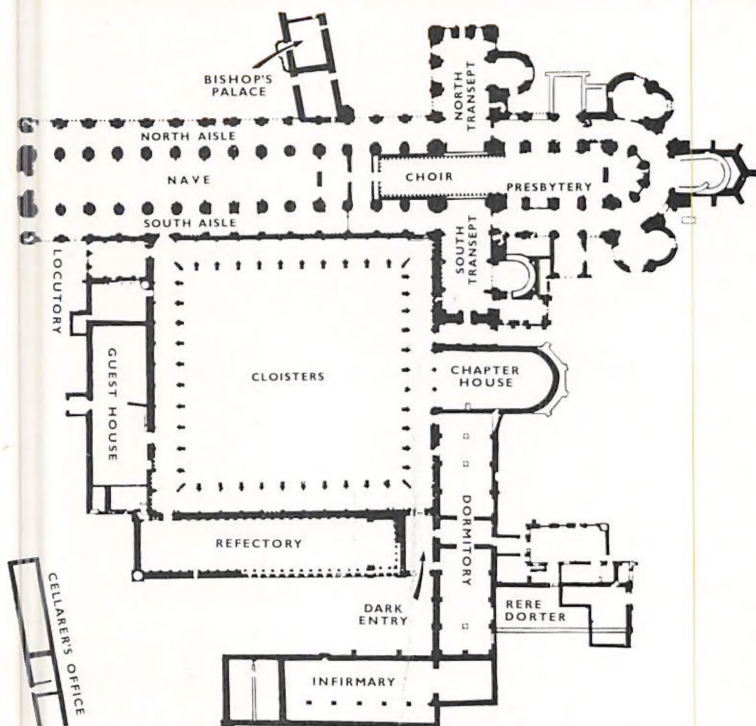 BISHOP'S
PALACE
NORTH
TRANSEPT
NORTH AISLE
NAVE
CHOIR
PRESBYTERY
SOUTH AISLE
SOUTH
TRANSEPT
LOCUTORY
GUEST HOUSE
CLOISTERS
CHAPTER
HOUSE
REFECTORY
DORMITORY
DARK
ENTRY
RERE
DORTER
CELLARER'S OFFICE
INFIRMARY